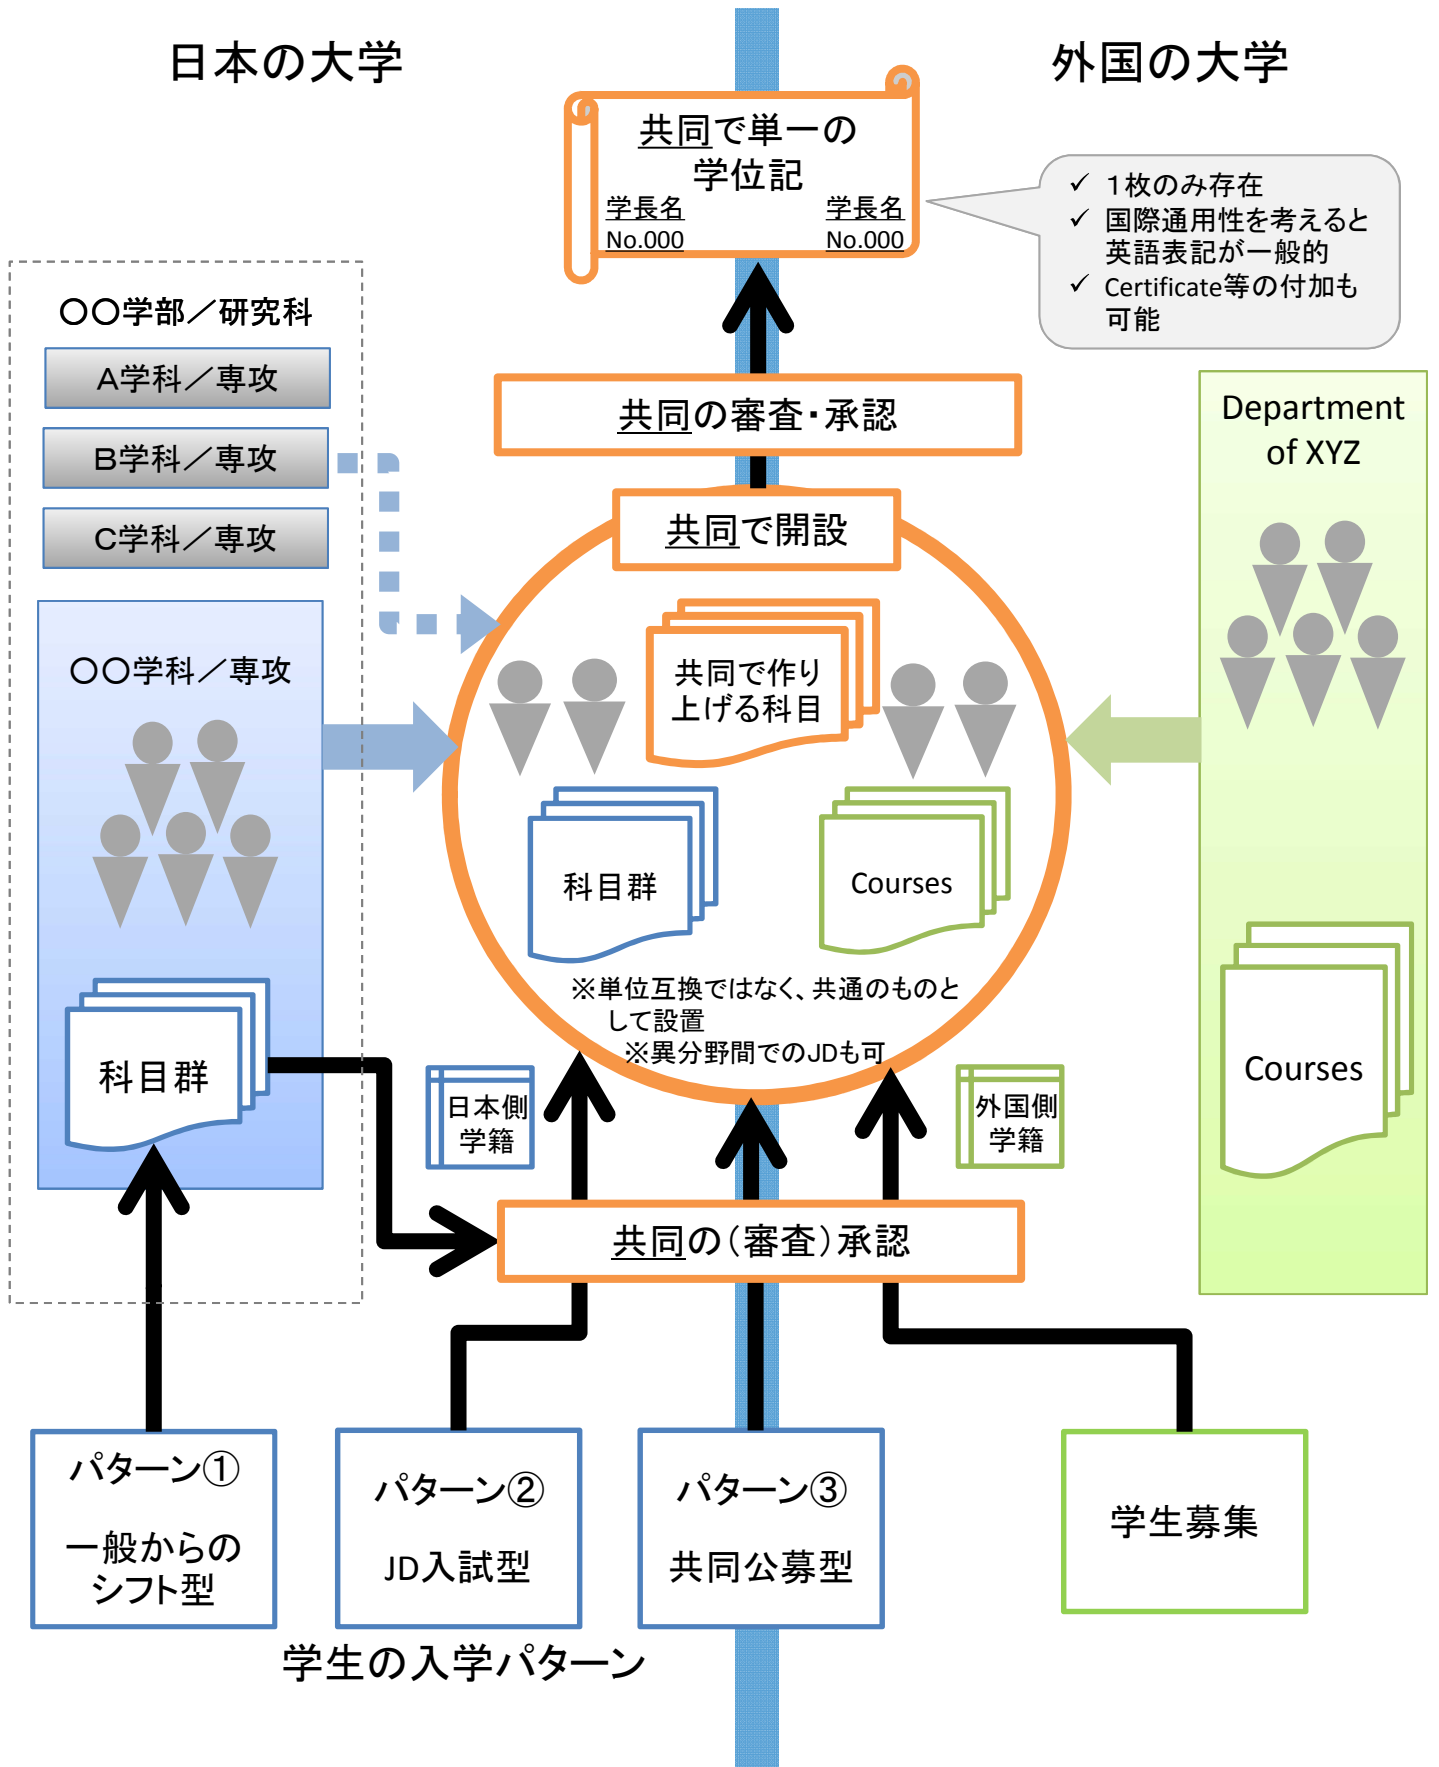 日本の大学
外国の大学
共同で単一の
学位記
学長名
No.000
学長名
No.000
✓ １枚のみ存在
✓ 国際通用性を考えると
英語表記が一般的
✓ Certificate等の付加も
可能
〇〇学部／研究科
A学科／専攻
B学科／専攻
C学科／専攻
共同の審査・承認
共同で開設
Department
of XYZ
〇〇学科／専攻
共同で作り
上げる科目
科目群
Courses
※単位互換ではなく、共通のものと
して設置
※異分野間でのJDも可
科目群
Courses
日本側
学籍
外国側
学籍
共同の（審査）承認
パターン①
一般からの
シフト型
パターン②
JD入試型
パターン③
共同公募型
学生募集
学生の入学パターン